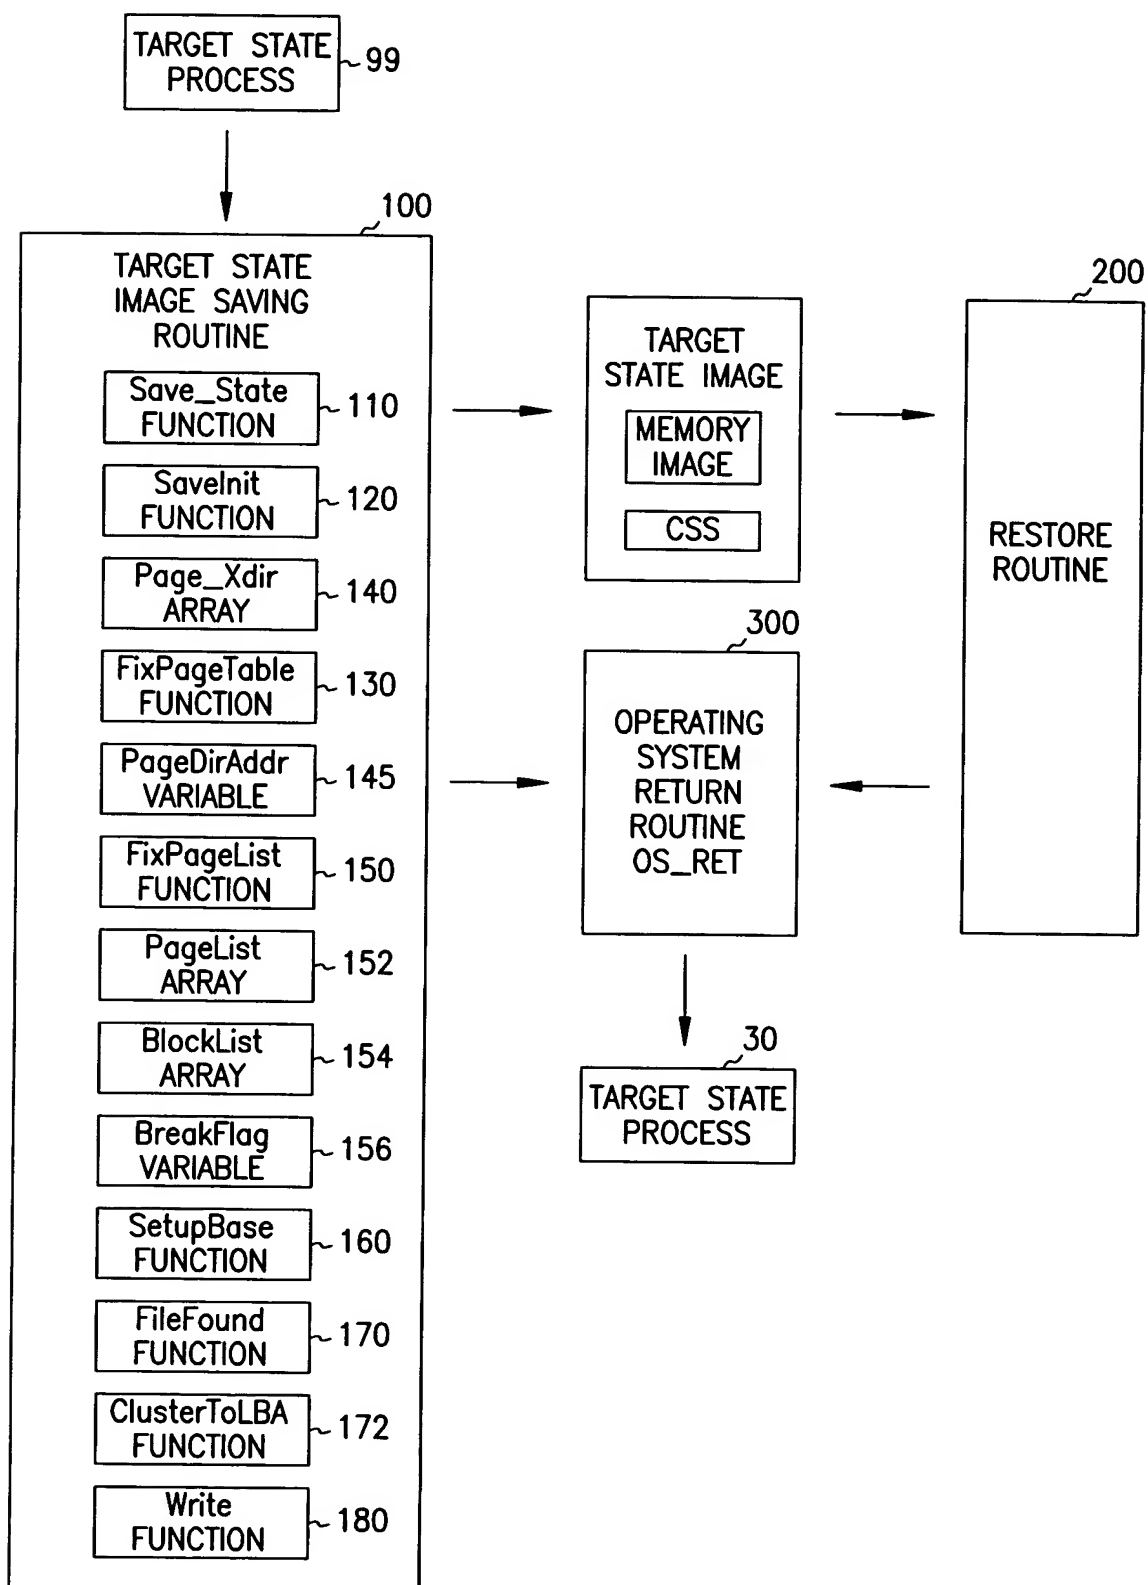 TARGET STATE
PROCESS
99
100
TARGET STATE
IMAGE SAVING
ROUTINE
Save_State
FUNCTION
110
SaveInit
FUNCTION
120
Page_Xdir
ARRAY
140
FixPageTable
FUNCTION
130
PageDirAddr
VARIABLE
145
FixPageList
FUNCTION
150
PageList
ARRAY
152
BlockList
ARRAY
154
BreakFlag
VARIABLE
156
SetupBase
FUNCTION
160
FileFound
FUNCTION
170
ClusterToLBA
FUNCTION
172
Write
FUNCTION
180
TARGET
STATE IMAGE
MEMORY
IMAGE
CSS
200
RESTORE
ROUTINE
300
OPERATING
SYSTEM
RETURN
ROUTINE
OS_RET
30
TARGET STATE
PROCESS